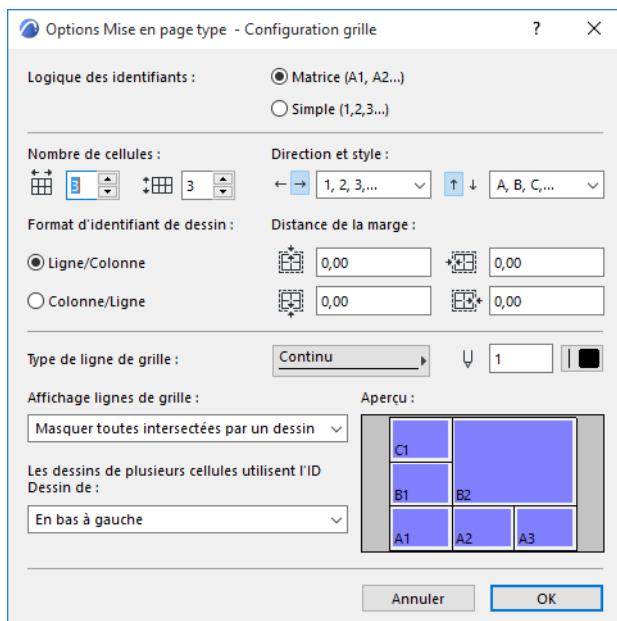 Options Mise en page type - Configuration grille ?
Logique des identifiants :
Matrice (A1, A2...)
Simple (1,2,3...)
Nombre de cellules : Direction et style :
3 3 1, 2, 3,... A, B, C,...
Format d'identifiant de dessin : Distance de la marge :
Ligne/Colonne 0,00 0,00
Colonne/Ligne 0,00 0,00
Type de ligne de grille : Continu 1
Affichage lignes de grille : Aperçu :
Masquer toutes intersectées par un dessin
C1
Les dessins de plusieurs cellules utilisent l'ID
Dessin de :
B1 B2
En bas à gauche
A1 A2 A3
Annuler OK